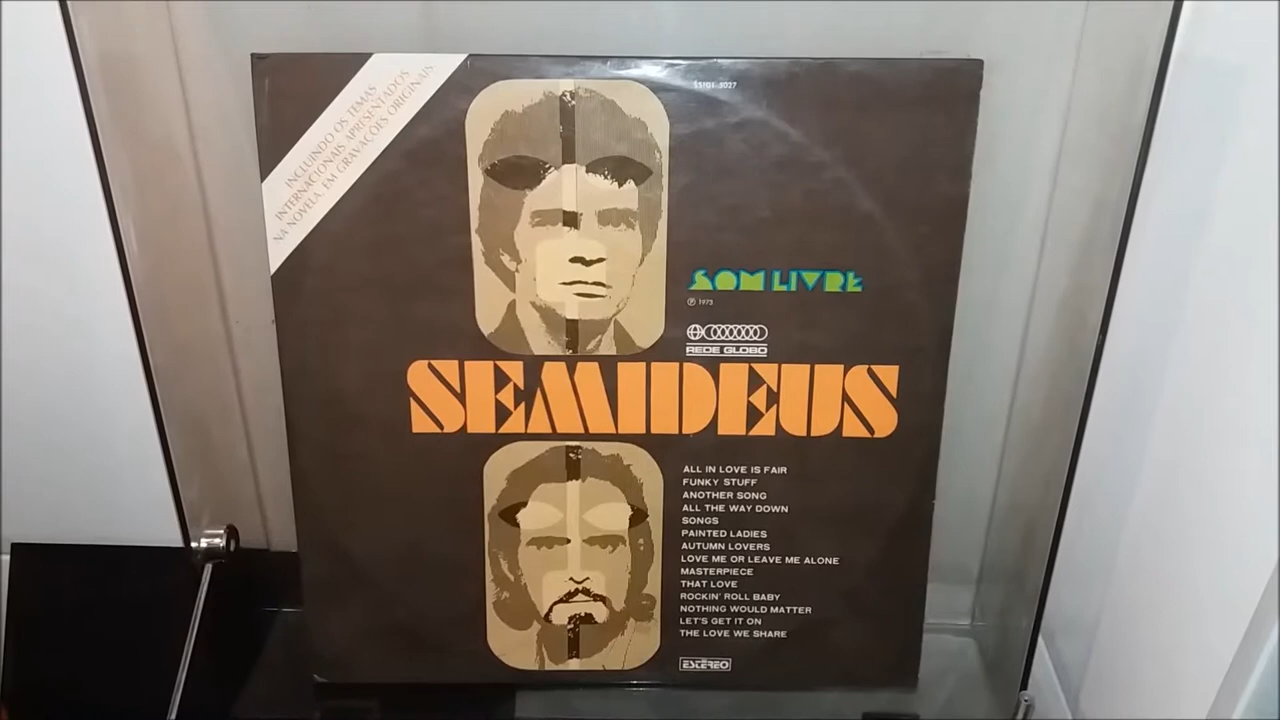 INCLUINDO OS TEMAS
INTERNACIONAIS APRESENTADOS
NA NOVELA, EM GRAVAÇÕES ORIGINAIS.
SOM LIVRE
℗ 1973
REDE GLOBO
SEMIDEUS
ALL IN LOVE IS FAIR
FUNKY STUFF
ANOTHER SONG
ALL THE WAY DOWN
SONGS
PAINTED LADIES
AUTUMN LOVERS
LOVE ME OR LEAVE ME ALONE
MASTERPIECE
THAT LOVE
ROCKIN' ROLL BABY
NOTHING WOULD MATTER
LET'S GET IT ON
THE LOVE WE SHARE
ESTÉREO